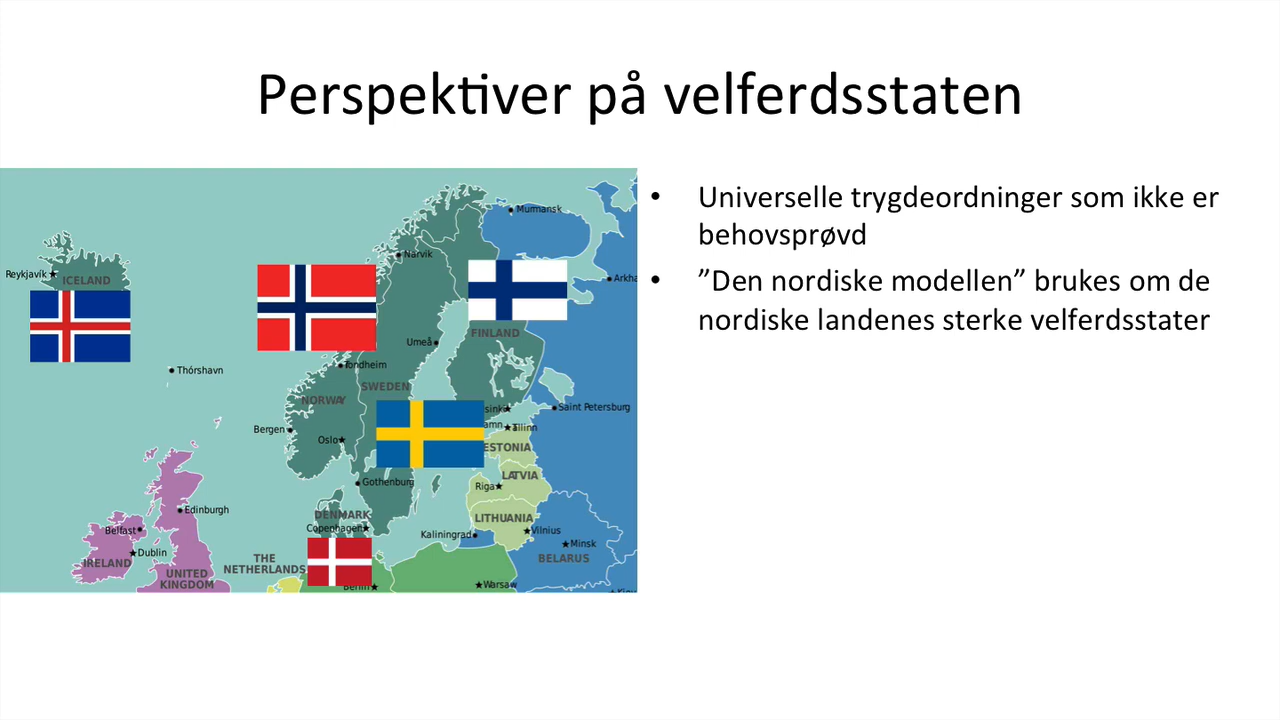 Perspektiver på velferdsstaten
• Universelle trygdeordninger som ikke er
behovsprøvd
• ”Den nordiske modellen” brukes om de
nordiske landenes sterke velferdsstater
Murmansk
Narvik
Reykjavík
ICELAND
Arkha
FINLAND
Umeå
Thórshavn
SWEDEN
NORWAY
Saint Petersburg
Bergen
Oslo
Tallinn
ESTONIA
LATVIA
Riga
Gothenburg
Edinburgh
DENMARK
LITHUANIA
Copenhagen
Belfast
Kaliningrad
Vilnius
Dublin
Minsk
IRELAND
THE
NETHERLANDS
BELARUS
UNITED
KINGDOM
Berlin
Warsaw